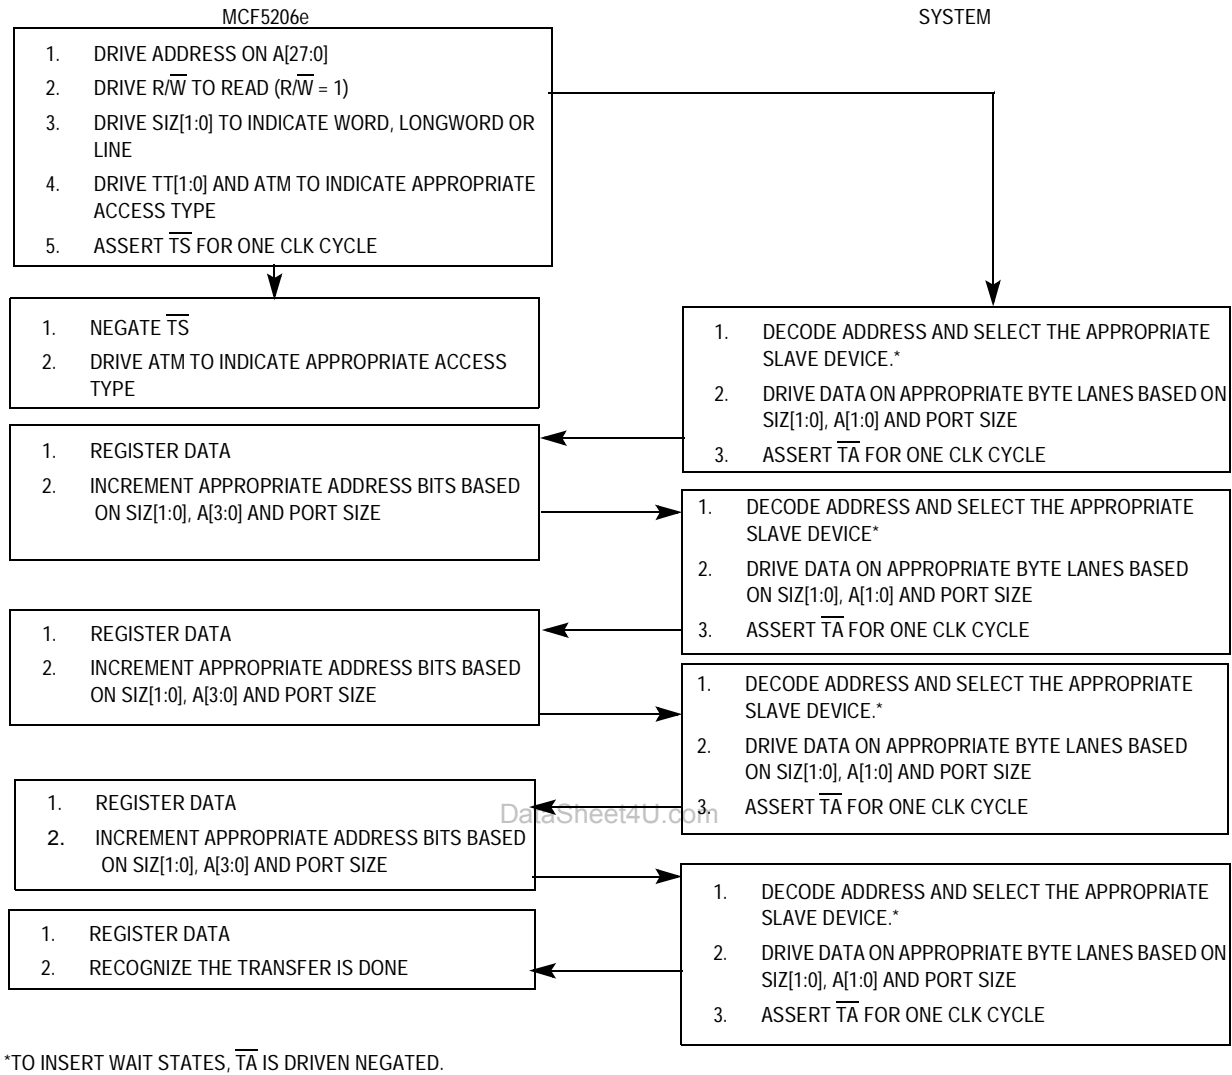 MCF5206e
SYSTEM
1. DRIVE ADDRESS ON A[27:0]
2. DRIVE R/W̅ TO READ (R/W̅ = 1)
3. DRIVE SIZ[1:0] TO INDICATE WORD, LONGWORD OR
LINE
4. DRIVE TT[1:0] AND ATM TO INDICATE APPROPRIATE
ACCESS TYPE
5. ASSERT T̅S̅ FOR ONE CLK CYCLE
1. NEGATE T̅S̅
2. DRIVE ATM TO INDICATE APPROPRIATE ACCESS
TYPE
1. DECODE ADDRESS AND SELECT THE APPROPRIATE
SLAVE DEVICE.*
2. DRIVE DATA ON APPROPRIATE BYTE LANES BASED ON
SIZ[1:0], A[1:0] AND PORT SIZE
3. ASSERT T̅A̅ FOR ONE CLK CYCLE
1. REGISTER DATA
2. INCREMENT APPROPRIATE ADDRESS BITS BASED
ON SIZ[1:0], A[3:0] AND PORT SIZE
1. DECODE ADDRESS AND SELECT THE APPROPRIATE
SLAVE DEVICE*
2. DRIVE DATA ON APPROPRIATE BYTE LANES BASED
ON SIZ[1:0], A[1:0] AND PORT SIZE
3. ASSERT T̅A̅ FOR ONE CLK CYCLE
1. REGISTER DATA
2. INCREMENT APPROPRIATE ADDRESS BITS BASED
ON SIZ[1:0], A[3:0] AND PORT SIZE
1. DECODE ADDRESS AND SELECT THE APPROPRIATE
SLAVE DEVICE.*
2. DRIVE DATA ON APPROPRIATE BYTE LANES BASED
ON SIZ[1:0], A[1:0] AND PORT SIZE
3. ASSERT T̅A̅ FOR ONE CLK CYCLE
DataSheet4U.com
1. REGISTER DATA
2. INCREMENT APPROPRIATE ADDRESS BITS BASED
ON SIZ[1:0], A[3:0] AND PORT SIZE
1. DECODE ADDRESS AND SELECT THE APPROPRIATE
SLAVE DEVICE.*
2. DRIVE DATA ON APPROPRIATE BYTE LANES BASED ON
SIZ[1:0], A[1:0] AND PORT SIZE
3. ASSERT T̅A̅ FOR ONE CLK CYCLE
1. REGISTER DATA
2. RECOGNIZE THE TRANSFER IS DONE
*TO INSERT WAIT STATES, T̅A̅ IS DRIVEN NEGATED.